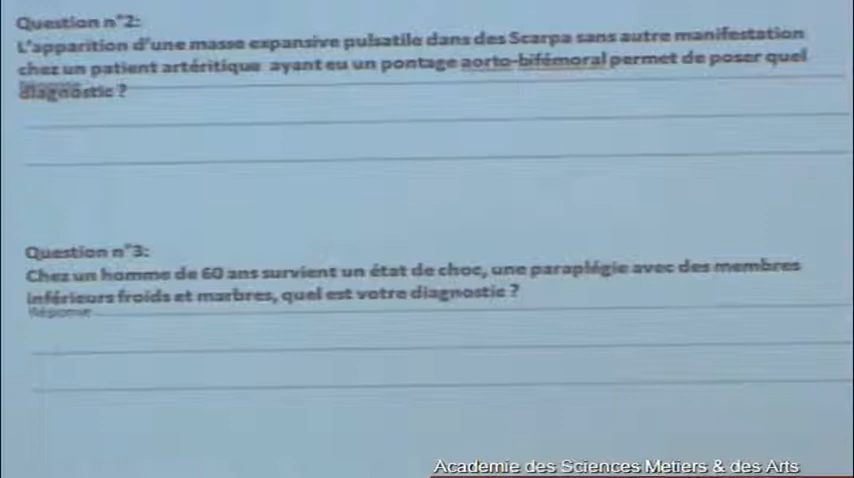 Question n°2:
L'apparition d'une masse expansive pulsatile dans des Scarpa sans autre manifestation
chez un patient artéritique ayant eu un pontage aorto-bifémoral permet de poser quel
diagnostic ?
Question n°3:
Chez un homme de 60 ans survient un état de choc, une paraplégie avec des membres
inférieurs froids et marbres, quel est votre diagnostic ?
Réponse
Academie des Sciences Metiers & des Arts